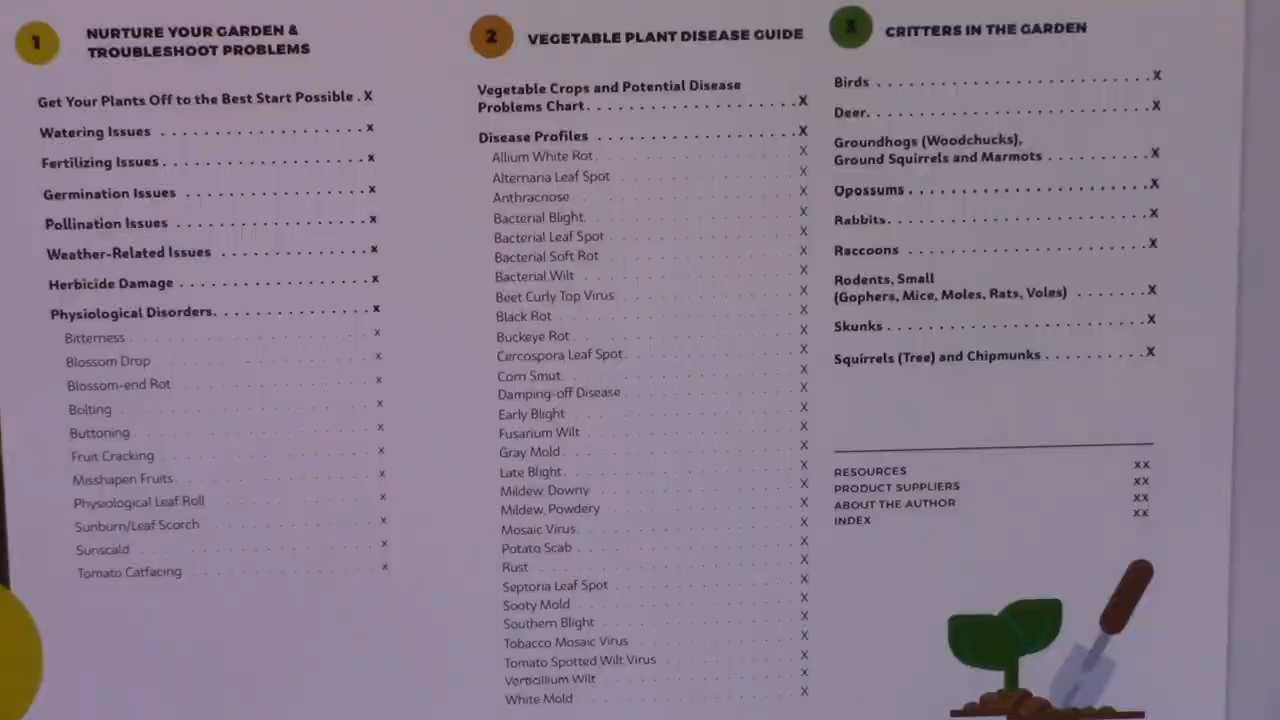 1
NURTURE YOUR GARDEN &
TROUBLESHOOT PROBLEMS
Get Your Plants Off to the Best Start Possible . X
Watering Issues . . . . . . . . . . . . . . . . . . . x
Fertilizing Issues . . . . . . . . . . . . . . . . . . x
Germination Issues . . . . . . . . . . . . . . . . . x
Pollination Issues . . . . . . . . . . . . . . . . . . x
Weather-Related Issues . . . . . . . . . . . . . . x
Herbicide Damage . . . . . . . . . . . . . . . . . . x
Physiological Disorders. . . . . . . . . . . . . . . x
Bitterness . . . . . . . . . . . . . . . . x
Blossom Drop . . . . . . . . . . . . . . . . x
Blossom-end Rot . . . . . . . . . . . . . . . . x
Bolting . . . . . . . . . . . . . . . . x
Buttoning . . . . . . . . . . . . . . . . x
Fruit Cracking . . . . . . . . . . . . . . . . x
Misshapen Fruits . . . . . . . . . . . . . . . . x
Physiological Leaf Roll . . . . . . . . . . . . . . x
Sunburn/Leaf Scorch . . . . . . . . . . . . . . x
Sunscald . . . . . . . . . . . . . . . . x
Tomato Catfacing . . . . . . . . . . . . . . . . x
2
VEGETABLE PLANT DISEASE GUIDE
Vegetable Crops and Potential Disease
Problems Chart. . . . . . . . . . . . . . . . . . . . X
Disease Profiles . . . . . . . . . . . . . . . . . . . X
Allium White Rot . . . . . . . . . . . . . . . . X
Alternaria Leaf Spot . . . . . . . . . . . . . . . . X
Anthracnose . . . . . . . . . . . . . . . . X
Bacterial Blight . . . . . . . . . . . . . . . . X
Bacterial Leaf Spot . . . . . . . . . . . . . . . . X
Bacterial Soft Rot . . . . . . . . . . . . . . . . X
Bacterial Wilt . . . . . . . . . . . . . . . . X
Beet Curly Top Virus . . . . . . . . . . . . . . . . X
Black Rot . . . . . . . . . . . . . . . . X
Buckeye Rot . . . . . . . . . . . . . . . . X
Cercospora Leaf Spot . . . . . . . . . . . . . . . . X
Corn Smut . . . . . . . . . . . . . . . . X
Damping-off Disease . . . . . . . . . . . . . . . . X
Early Blight . . . . . . . . . . . . . . . . X
Fusarium Wilt . . . . . . . . . . . . . . . . X
Gray Mold . . . . . . . . . . . . . . . . X
Late Blight . . . . . . . . . . . . . . . . X
Mildew, Downy . . . . . . . . . . . . . . . . X
Mildew, Powdery . . . . . . . . . . . . . . . . X
Mosaic Virus . . . . . . . . . . . . . . . . X
Potato Scab . . . . . . . . . . . . . . . . X
Rust . . . . . . . . . . . . . . . . X
Septoria Leaf Spot . . . . . . . . . . . . . . . . X
Sooty Mold . . . . . . . . . . . . . . . . X
Southern Blight . . . . . . . . . . . . . . . . X
Tobacco Mosaic Virus . . . . . . . . . . . . . . . . X
Tomato Spotted Wilt Virus . . . . . . . . . . . . . . X
Verticillium Wilt . . . . . . . . . . . . . . . . X
White Mold . . . . . . . . . . . . . . . . X
3
CRITTERS IN THE GARDEN
Birds . . . . . . . . . . . . . . . . . . . . . . . . . . X
Deer. . . . . . . . . . . . . . . . . . . . . . . . . . . X
Groundhogs (Woodchucks),
Ground Squirrels and Marmots . . . . . . . . . X
Opossums . . . . . . . . . . . . . . . . . . . . . . . X
Rabbits. . . . . . . . . . . . . . . . . . . . . . . . . X
Raccoons . . . . . . . . . . . . . . . . . . . . . . . X
Rodents, Small
(Gophers, Mice, Moles, Rats, Voles) . . . . . . . X
Skunks . . . . . . . . . . . . . . . . . . . . . . . . . X
Squirrels (Tree) and Chipmunks . . . . . . . . . X
RESOURCES XX
PRODUCT SUPPLIERS XX
ABOUT THE AUTHOR XX
INDEX XX